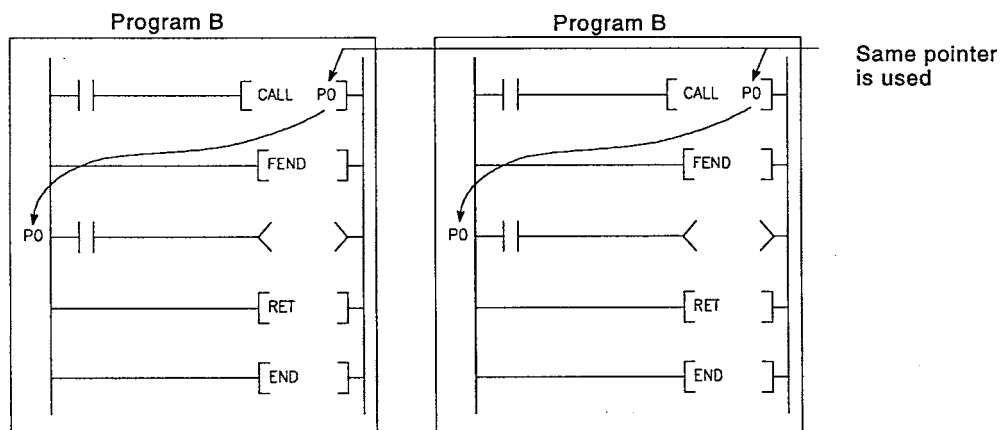 Program B
Program B
Same pointer
is used
CALL P0
FEND
P0
RET
END
CALL P0
FEND
P0
RET
END